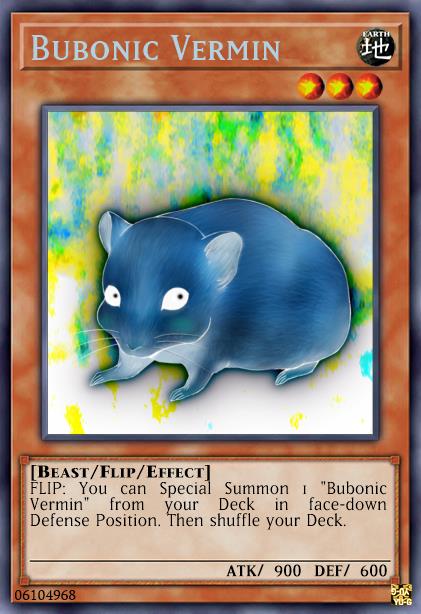 Bubonic Vermin
EARTH
地
[Beast/Flip/Effect]
FLIP: You can Special Summon 1 "Bubonic
Vermin" from your Deck in face-down
Defense Position. Then shuffle your Deck.
ATK/ 900 DEF/ 600
06104968